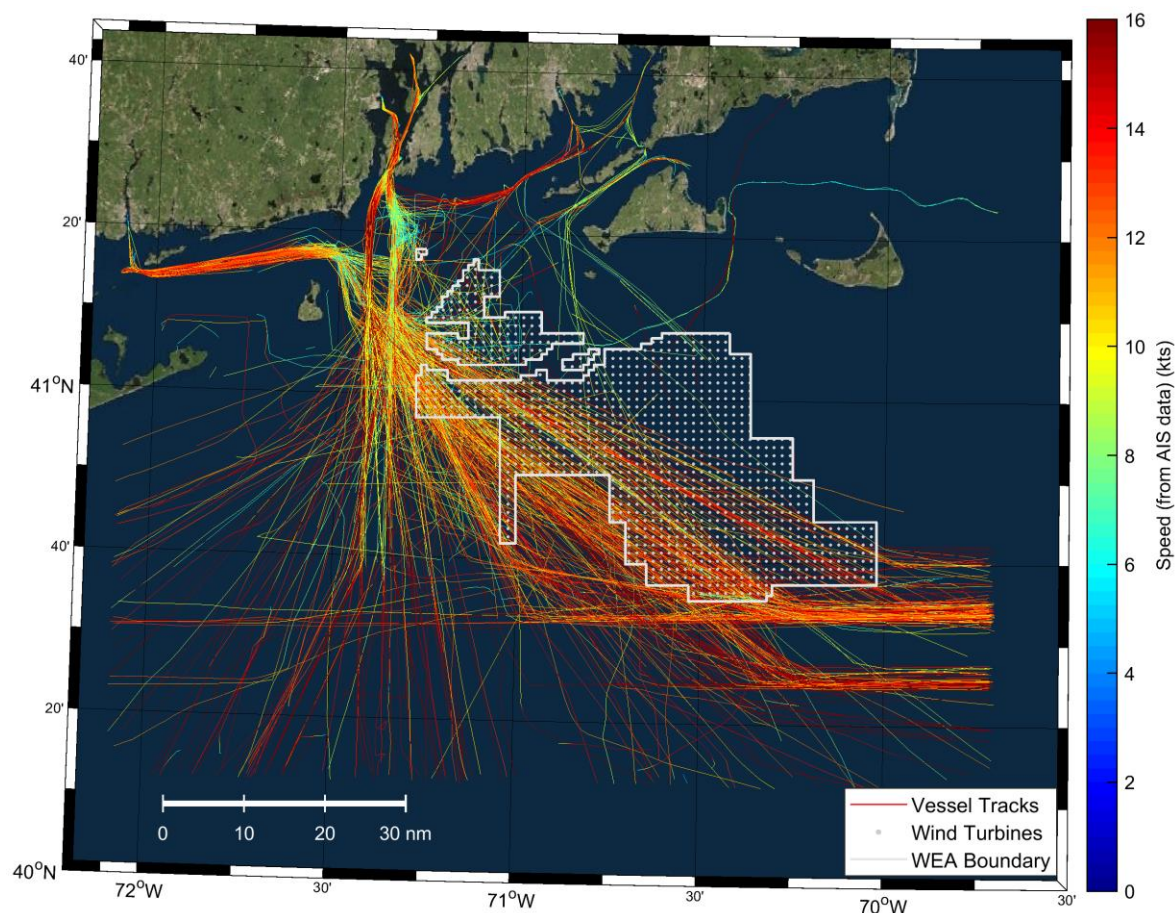 40'
20'
41°N
40'
20'
40°N
72°W
30'
71°W
30'
70°W
30'
0
10
20
30 nm
Vessel Tracks
Wind Turbines
WEA Boundary
16
14
12
10
8
6
4
2
0
Speed (from AIS data) (kts)